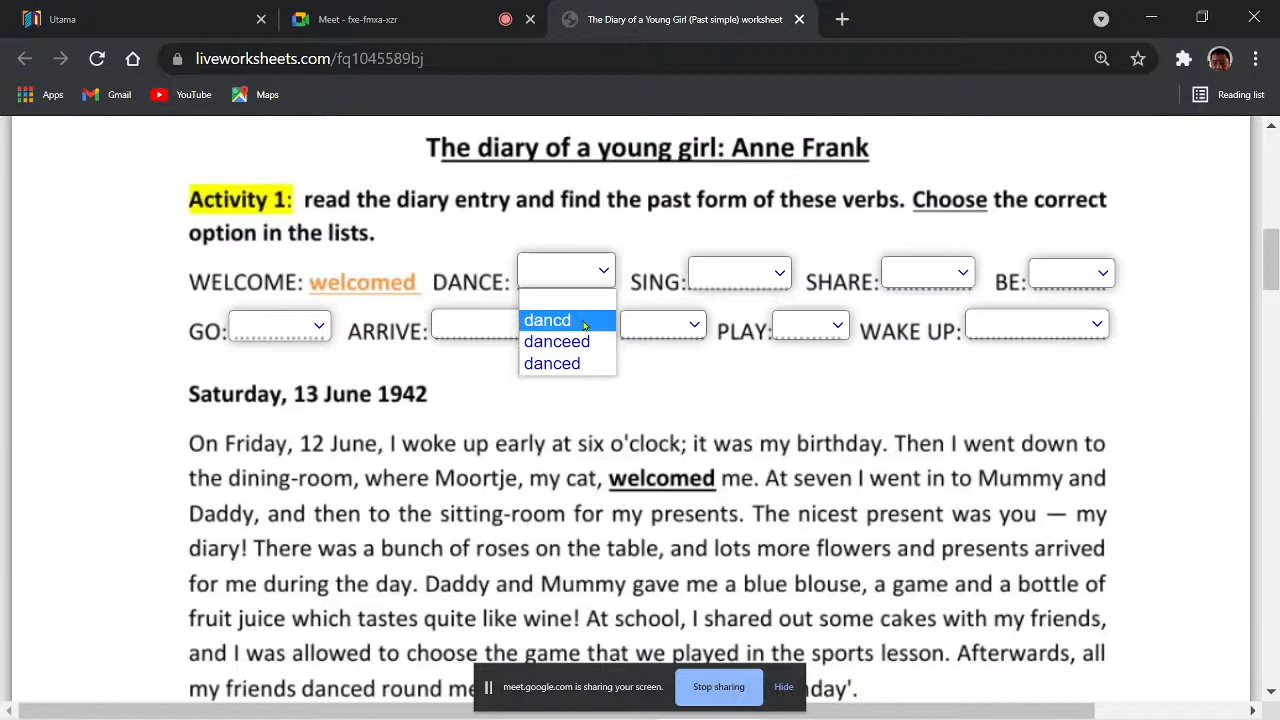 Utama
Meet - fxe-fmxa-xzr
The Diary of a Young Girl (Past simple) worksheet
liveworksheets.com/fq1045589bj
Apps
Gmail
YouTube
Maps
Reading list
The diary of a young girl: Anne Frank
Activity 1: read the diary entry and find the past form of these verbs. Choose the correct
option in the lists.
WELCOME: welcomed DANCE: SING: SHARE: BE:
dancd
danceed
danced
GO: ARRIVE: PLAY: WAKE UP:
Saturday, 13 June 1942
On Friday, 12 June, I woke up early at six o'clock; it was my birthday. Then I went down to
the dining-room, where Moortje, my cat, welcomed me. At seven I went in to Mummy and
Daddy, and then to the sitting-room for my presents. The nicest present was you — my
diary! There was a bunch of roses on the table, and lots more flowers and presents arrived
for me during the day. Daddy and Mummy gave me a blue blouse, a game and a bottle of
fruit juice which tastes quite like wine! At school, I shared out some cakes with my friends,
and I was allowed to choose the game that we played in the sports lesson. Afterwards, all
my friends danced round me day'.
meet.google.com is sharing your screen.
Stop sharing
Hide